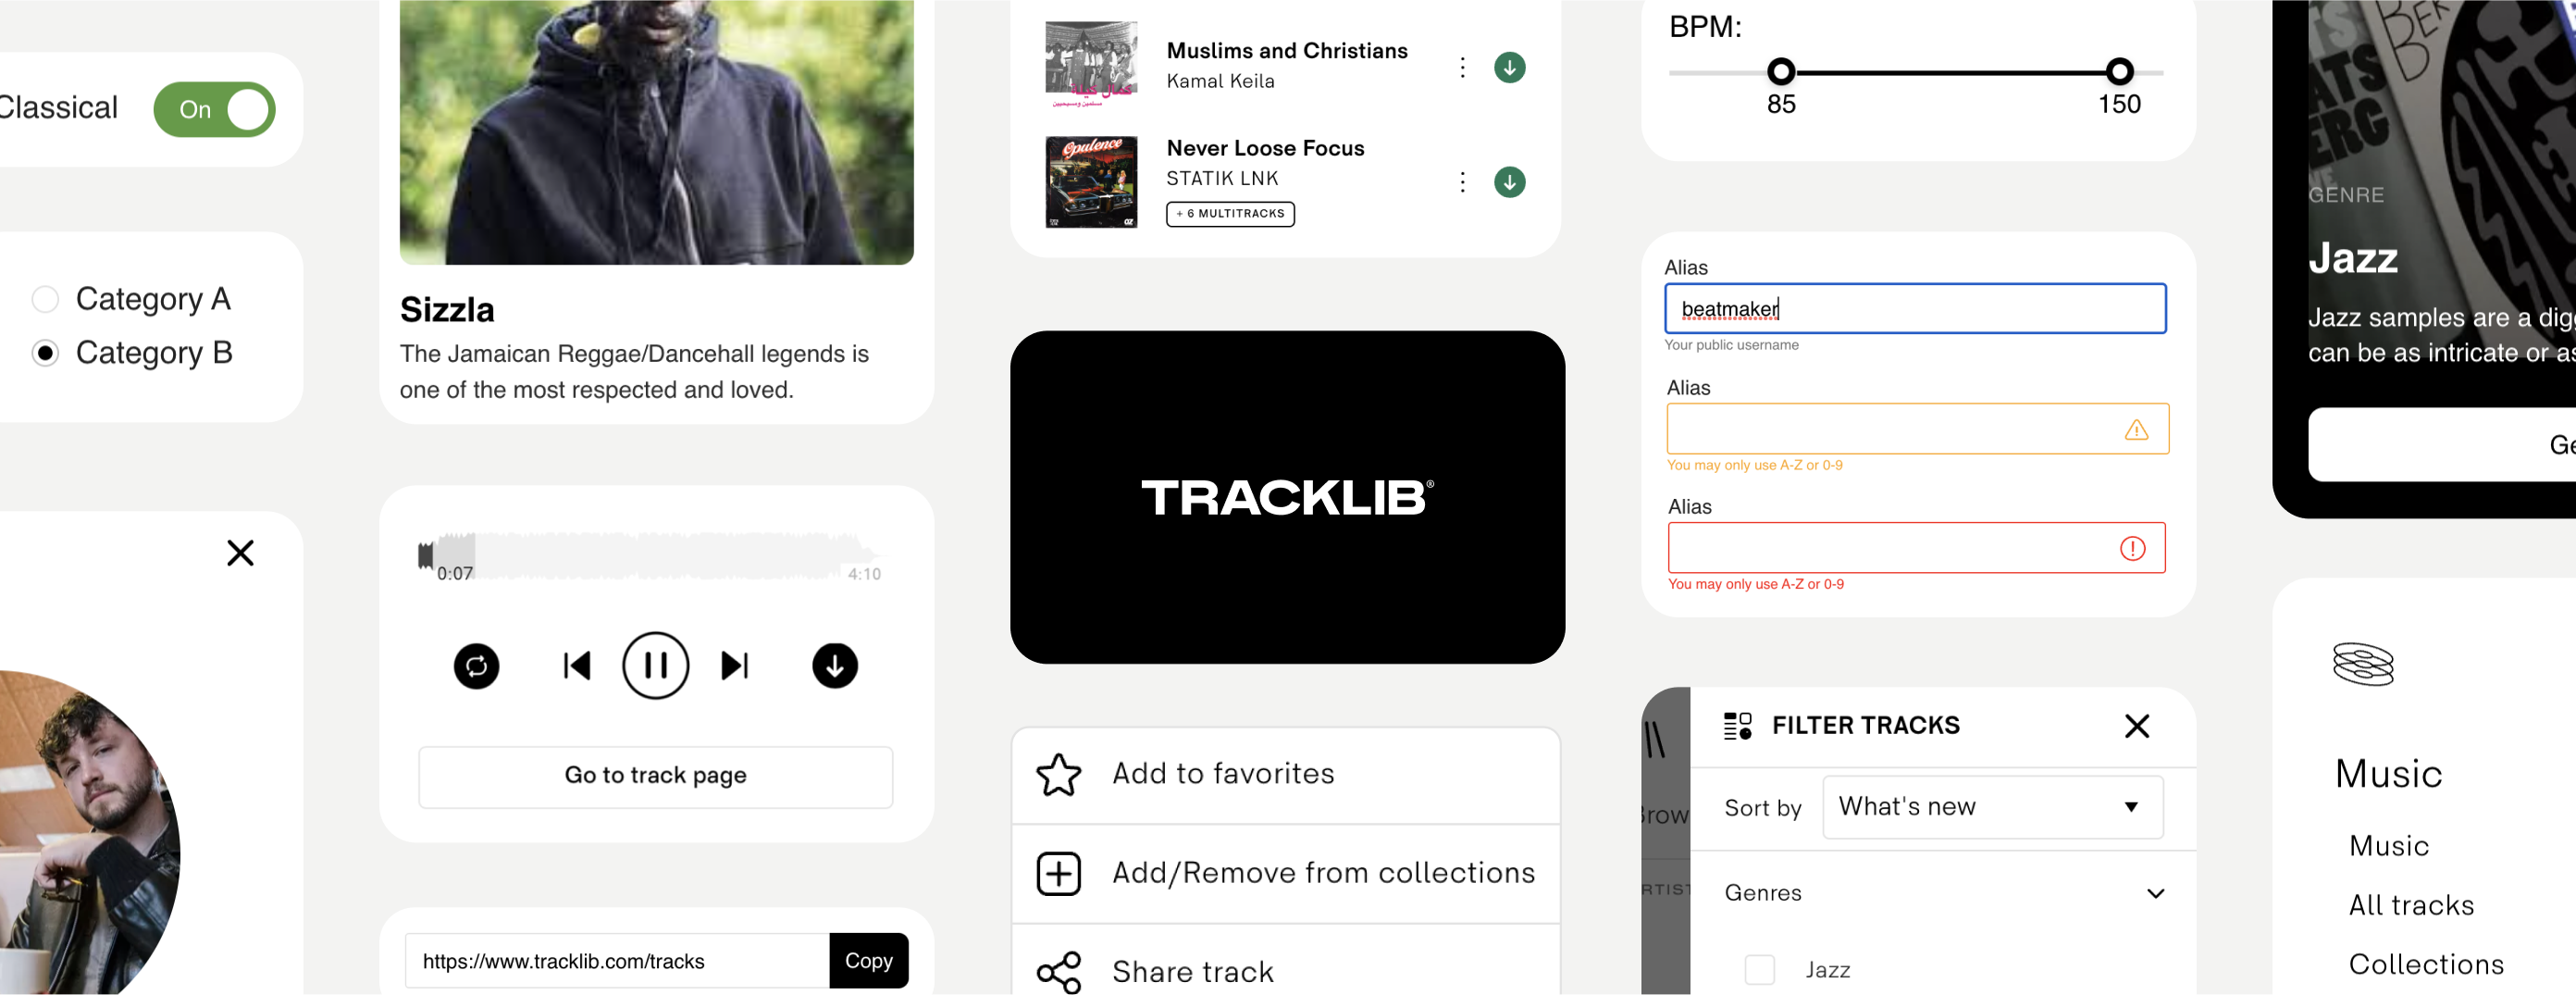 Classical
On
Category A
Category B
Sizzla
The Jamaican Reggae/Dancehall legends is
one of the most respected and loved.
0:07
4:10
Go to track page
https://www.tracklib.com/tracks
Copy
Muslims and Christians
Kamal Keila
كمال كيلا
مسلمين ومسيحيين
Opulence
Never Loose Focus
STATIK LNK
+ 6 MULTITRACKS
TRACKLIB®
Add to favorites
Add/Remove from collections
Share track
BPM:
85
150
Alias
beatmaker
Your public username
Alias
You may only use A-Z or 0-9
Alias
You may only use A-Z or 0-9
FILTER TRACKS
Sort by
What's new
Genres
Jazz
GENRE
Jazz
Jazz samples are a
can be as intricate or
Music
Music
All tracks
Collections